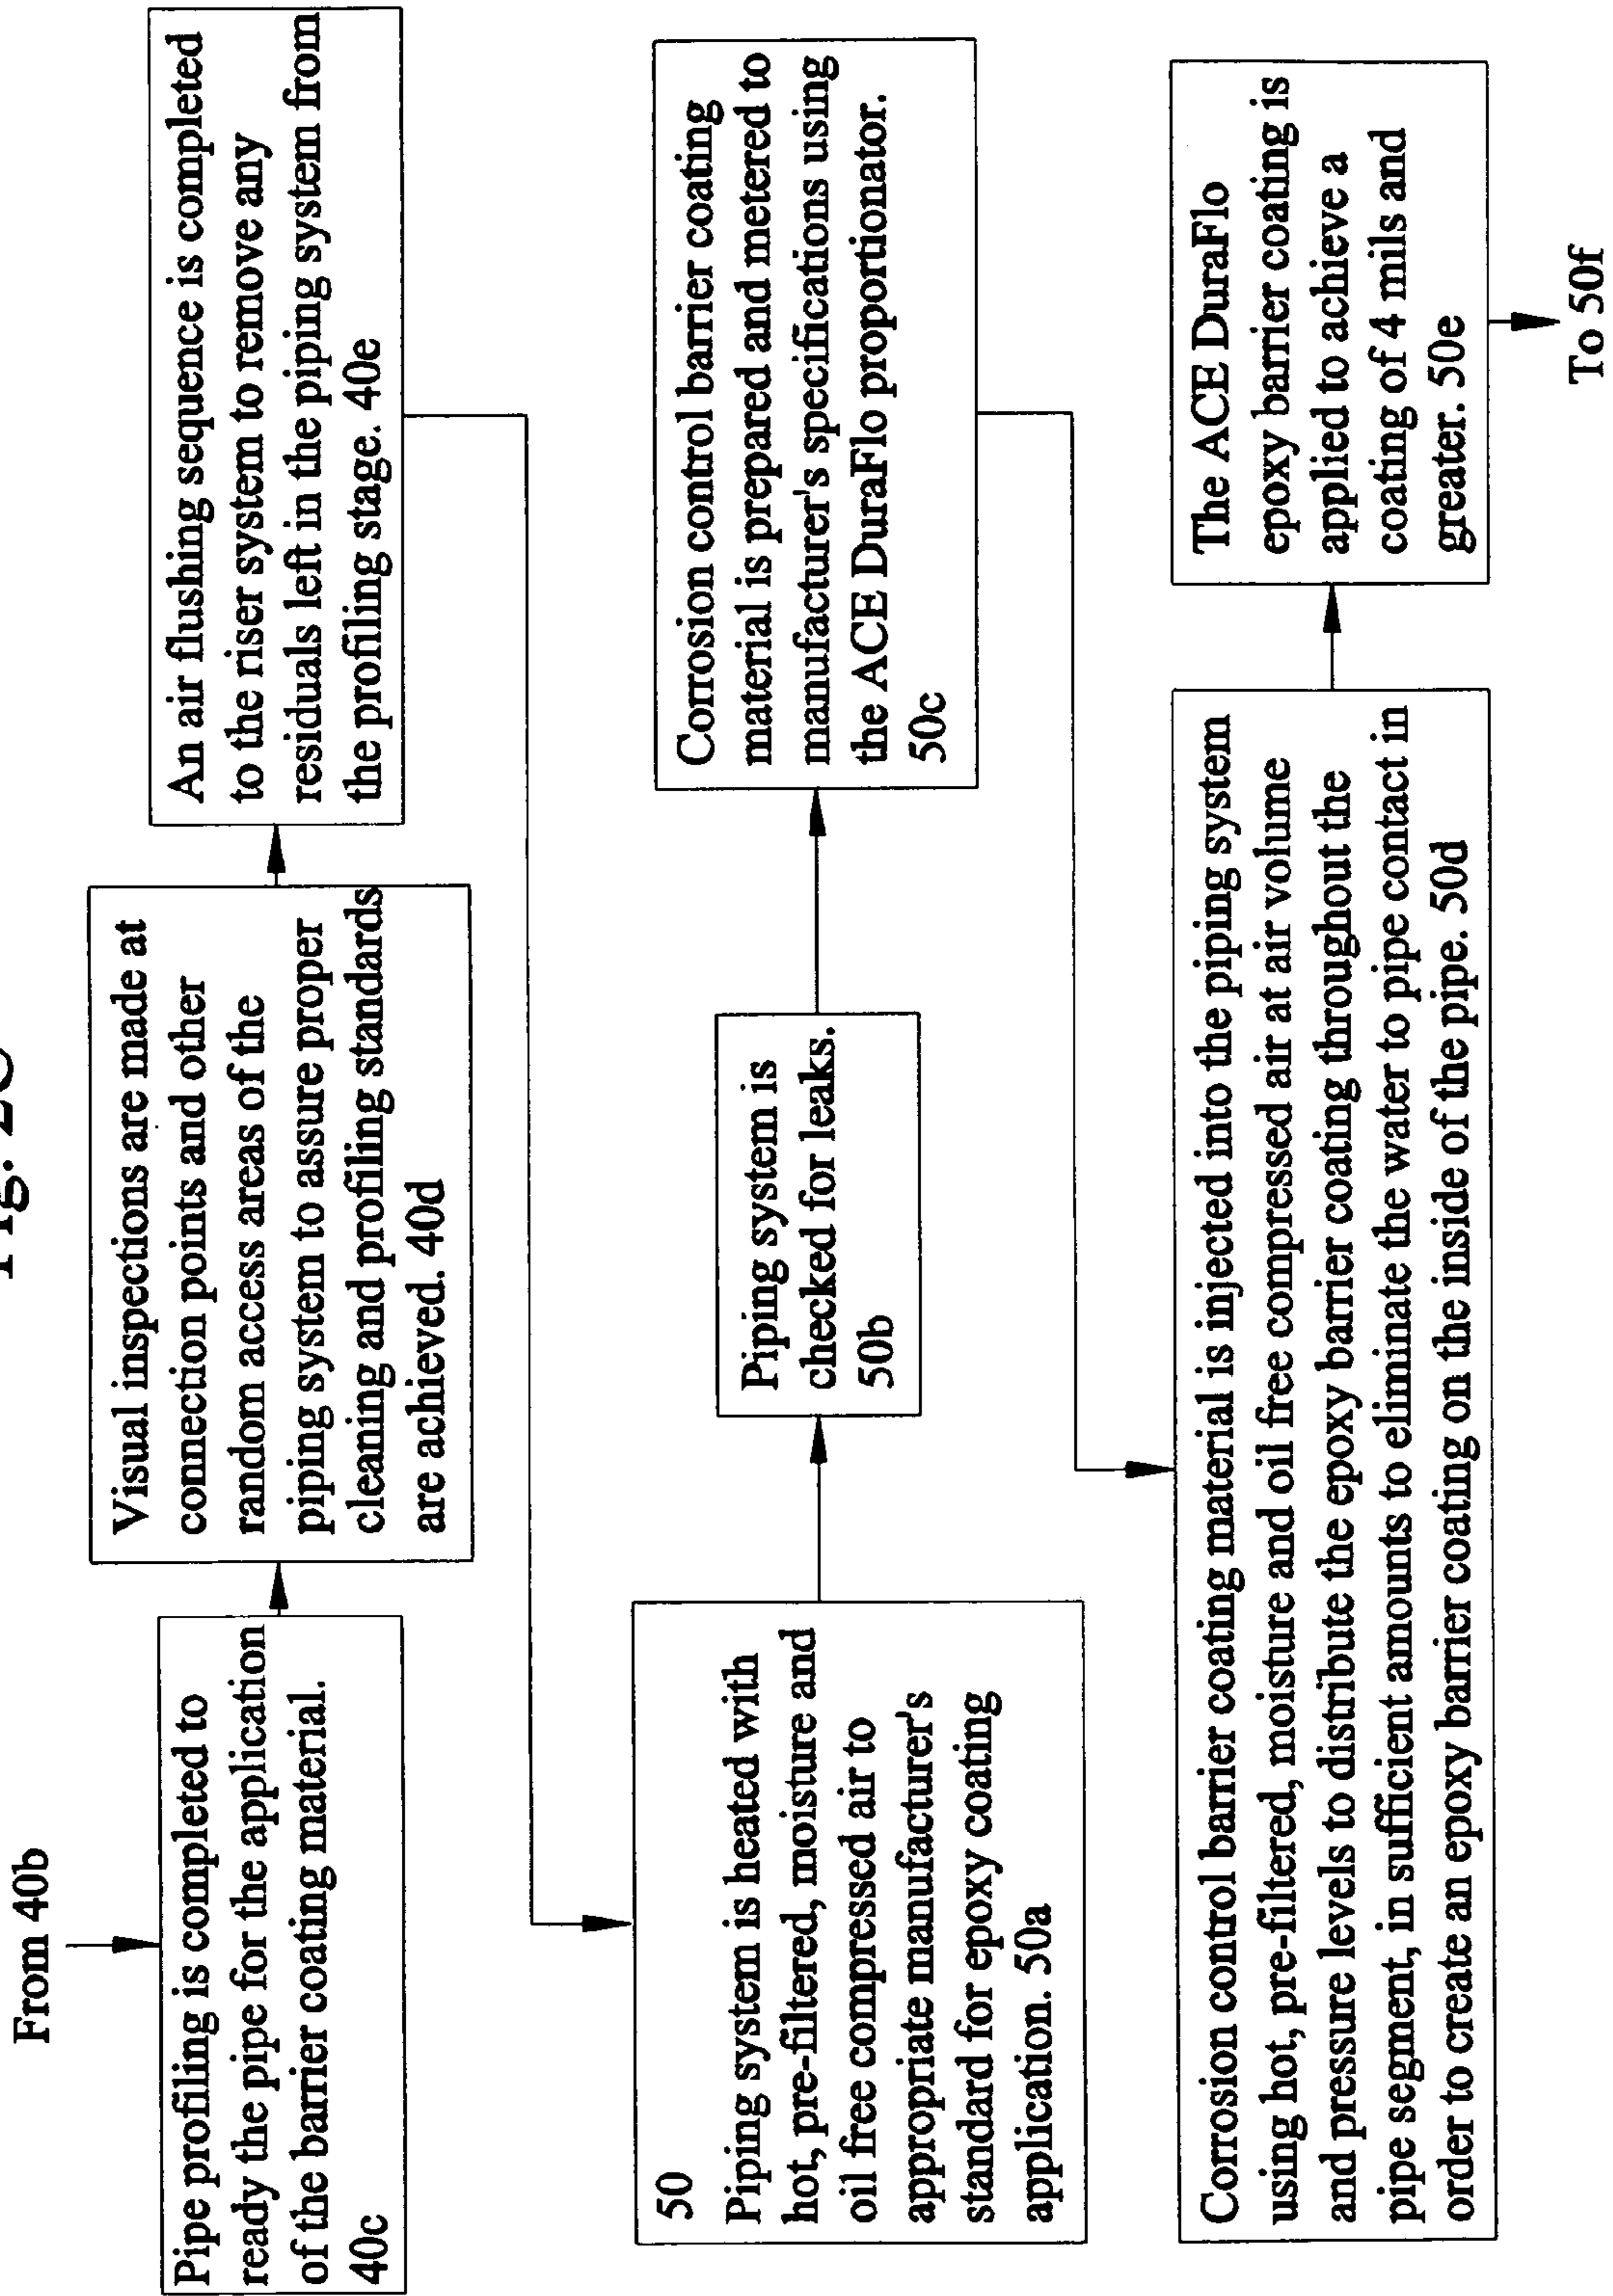 Fig. 2C
From 40b
Pipe profiling is completed to
ready the pipe for the application
of the barrier coating material.
40c
Visual inspections are made at
connection points and other
random access areas of the
piping system to assure proper
cleaning and profiling standards
are achieved. 40d
An air flushing sequence is completed
to the riser system to remove any
residuals left in the piping system from
the profiling stage. 40e
50
Piping system is heated with
hot, pre-filtered, moisture and
oil free compressed air to
appropriate manufacturer's
standard for epoxy coating
application. 50a
Piping system is
checked for leaks.
50b
Corrosion control barrier coating
material is prepared and metered to
manufacturer's specifications using
the ACE DuraFlo proportionator.
50c
Corrosion control barrier coating material is injected into the piping system
using hot, pre-filtered, moisture and oil free compressed air at air volume
and pressure levels to distribute the epoxy barrier coating throughout the
pipe segment, in sufficient amounts to eliminate the water to pipe contact in
order to create an epoxy barrier coating on the inside of the pipe. 50d
The ACE DuraFlo
epoxy barrier coating is
applied to achieve a
coating of 4 mils and
greater. 50e
To 50f